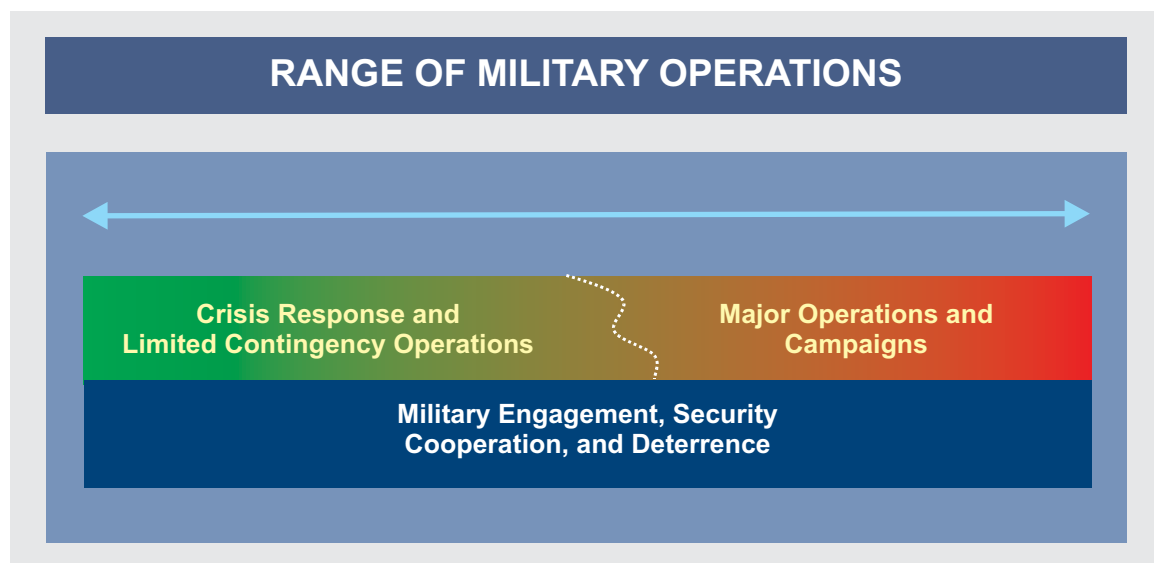 RANGE OF MILITARY OPERATIONS
Crisis Response and
Limited Contingency Operations
Major Operations and
Campaigns
Military Engagement, Security
Cooperation, and Deterrence